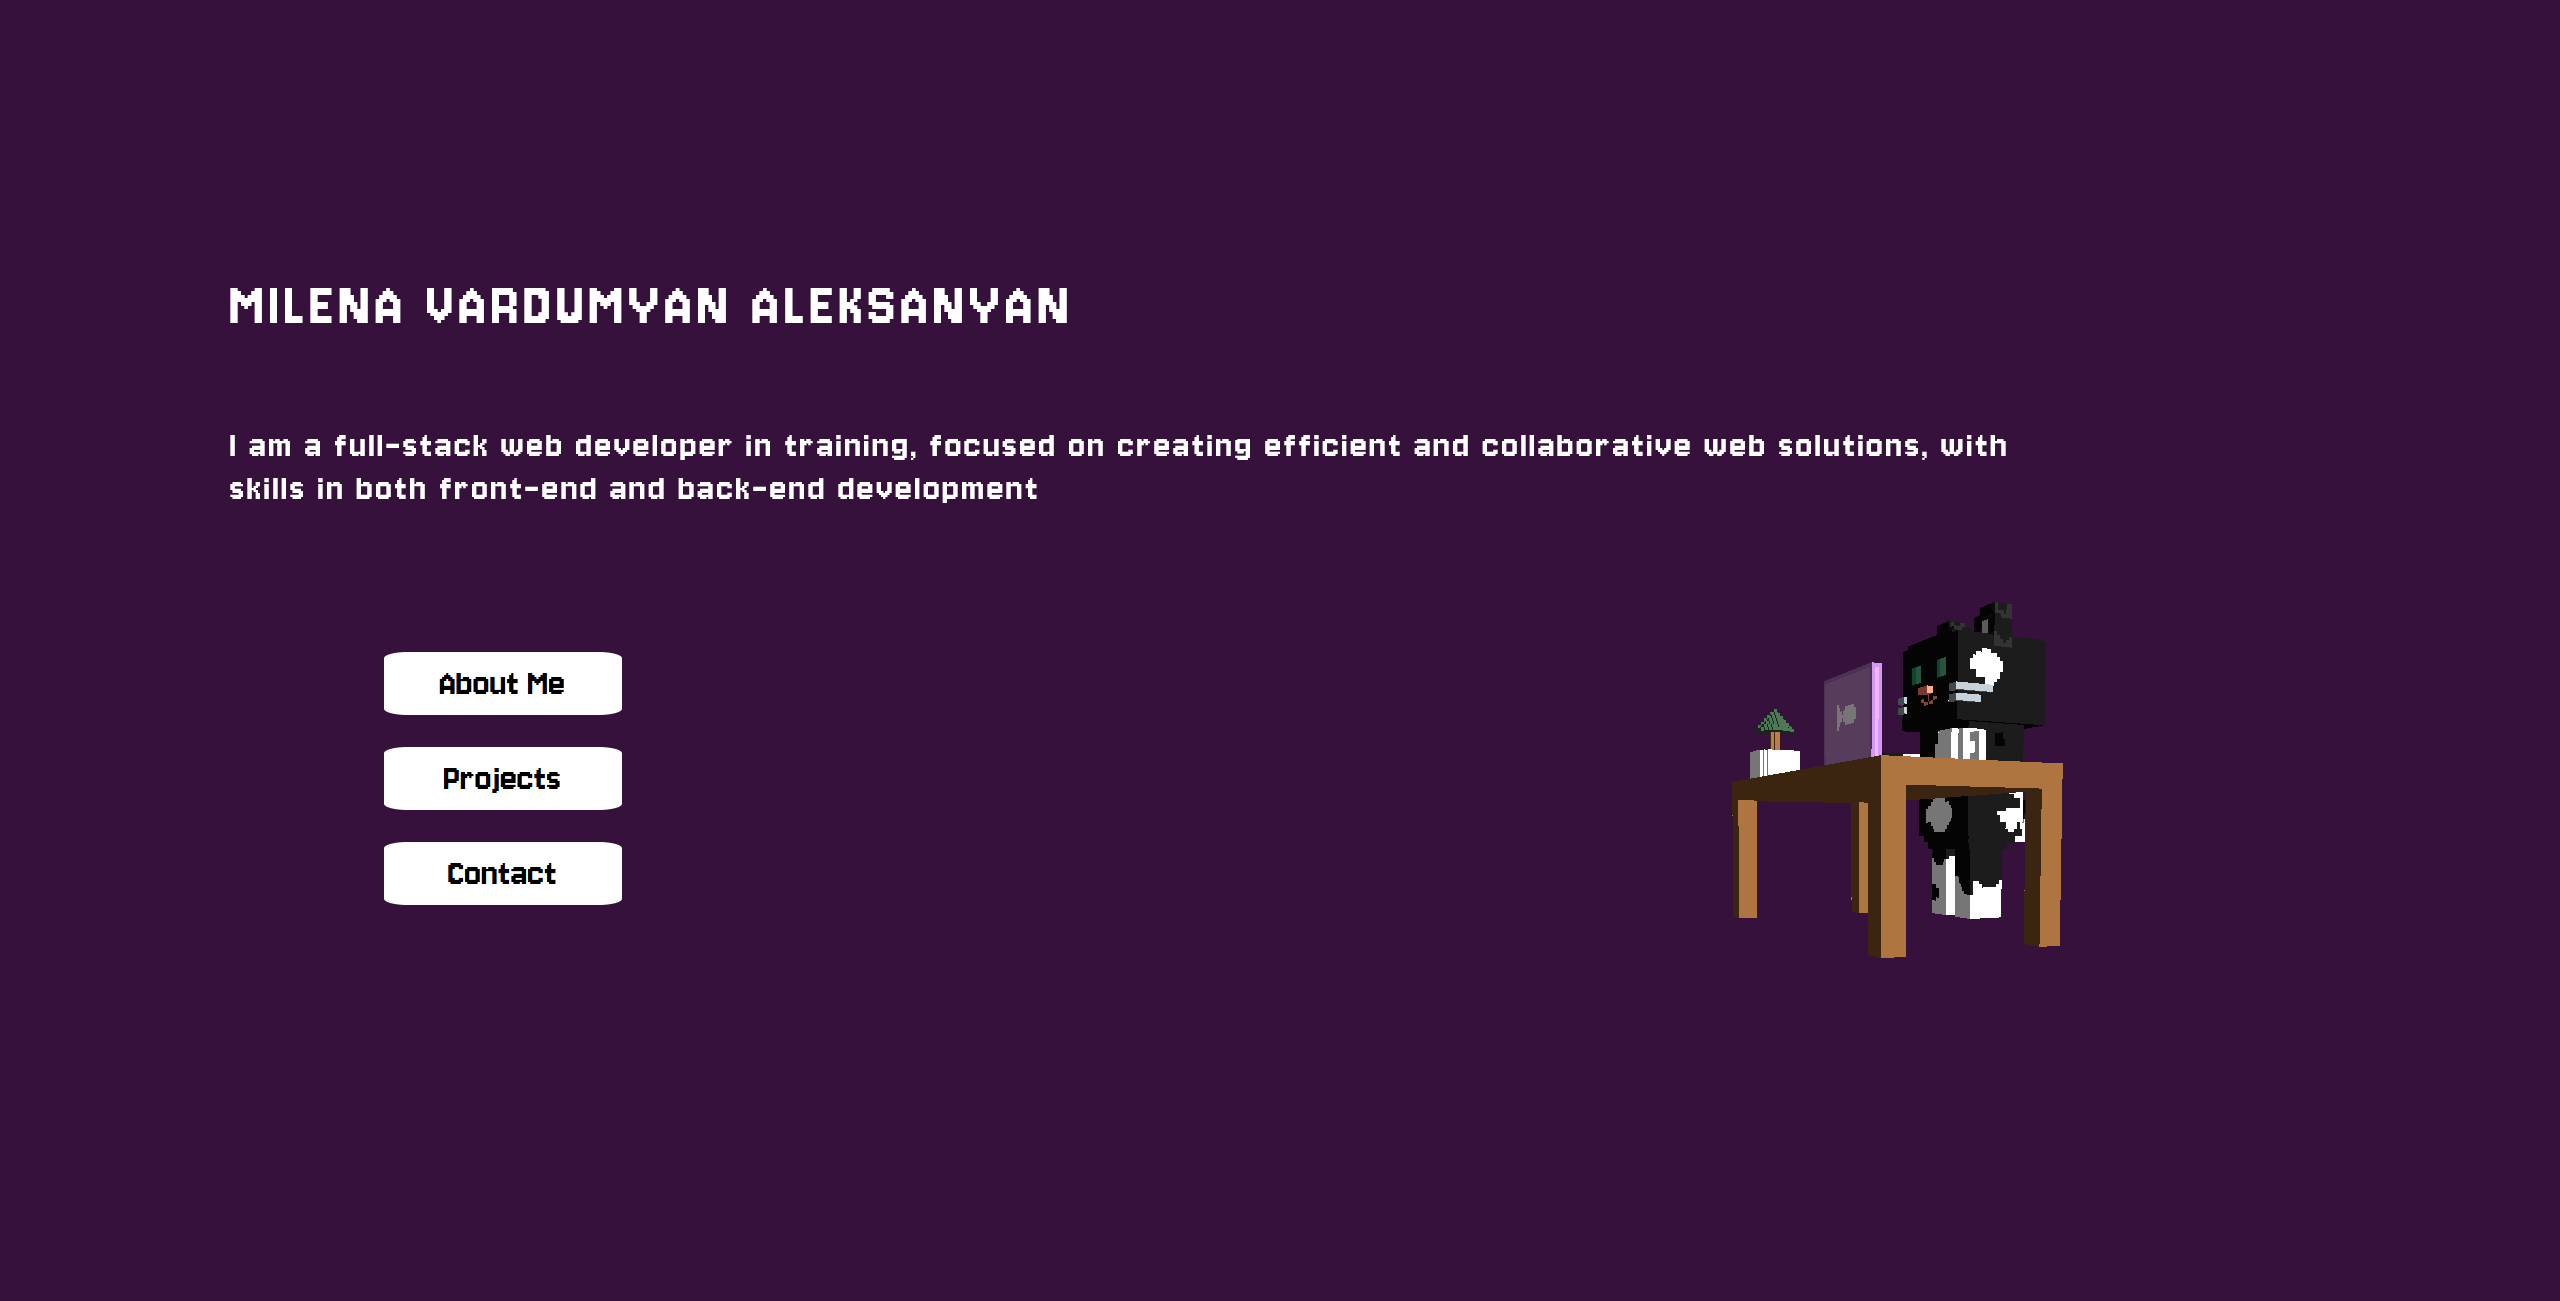 MILENA VARDUMYAN ALEKSANYAN
I am a full-stack web developer in training, focused on creating efficient and collaborative web solutions, with
skills in both front-end and back-end development
About Me
Projects
Contact